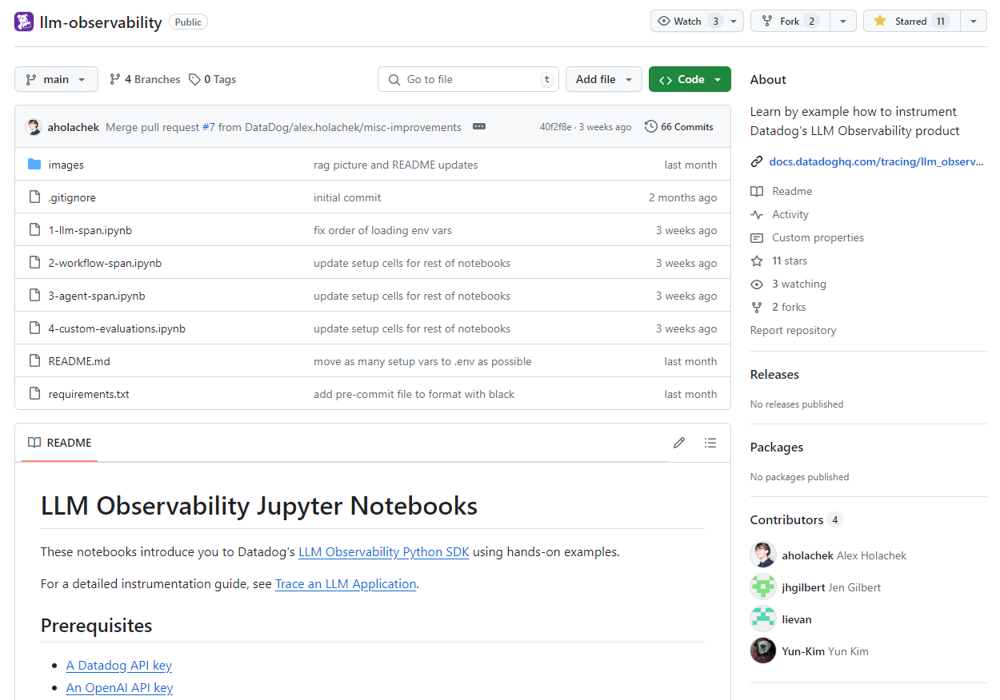 llm-observability Public Watch 3 Fork 2 Starred 11
main 4 Branches 0 Tags Go to file t Add file Code
aholachek Merge pull request #7 from DataDog/alex.holachek/misc-improvements 40f2f8e · 3 weeks ago 66 Commits
images rag picture and README updates last month
.gitignore initial commit 2 months ago
1-llm-span.ipynb fix order of loading env vars 3 weeks ago
2-workflow-span.ipynb update setup cells for rest of notebooks 3 weeks ago
3-agent-span.ipynb update setup cells for rest of notebooks 3 weeks ago
4-custom-evaluations.ipynb update setup cells for rest of notebooks 3 weeks ago
README.md move as many setup vars to .env as possible last month
requirements.txt add pre-commit file to format with black last month
README
LLM Observability Jupyter Notebooks
These notebooks introduce you to Datadog's LLM Observability Python SDK using hands-on examples.
For a detailed instrumentation guide, see Trace an LLM Application.
Prerequisites
• A Datadog API key
• An OpenAI API key
About
Learn by example how to instrument
Datadog's LLM Observability product
docs.datadoghq.com/tracing/llm_observ...
Readme
Activity
Custom properties
11 stars
3 watching
2 forks
Report repository
Releases
No releases published
Packages
No packages published
Contributors 4
aholachek Alex Holachek
jhgilbert Jen Gilbert
lievan
Yun-Kim Yun Kim